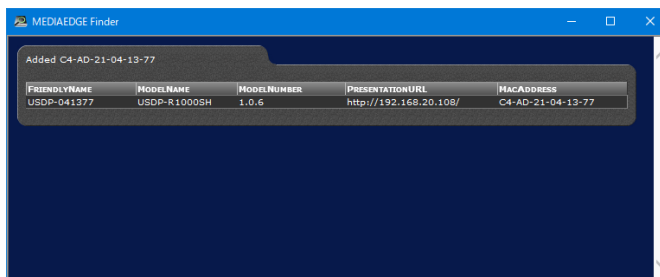 MEDIAEDGE Finder
Added C4-AD-21-04-13-77
FRIENDLYNAME MODELNAME MODELNUMBER PRESENTATIONURL MACADDRESS
USDP-041377 USDP-R1000SH 1.0.6 http://192.168.20.108/ C4-AD-21-04-13-77